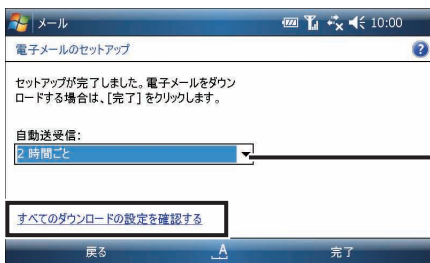 メール
10:00
電子メールのセットアップ
セットアップが完了しました。電子メールをダウン
ロードする場合は、[完了] をクリックします。
自動送受信:
2 時間ごと
すべてのダウンロードの設定を確認する
戻る
A
完了